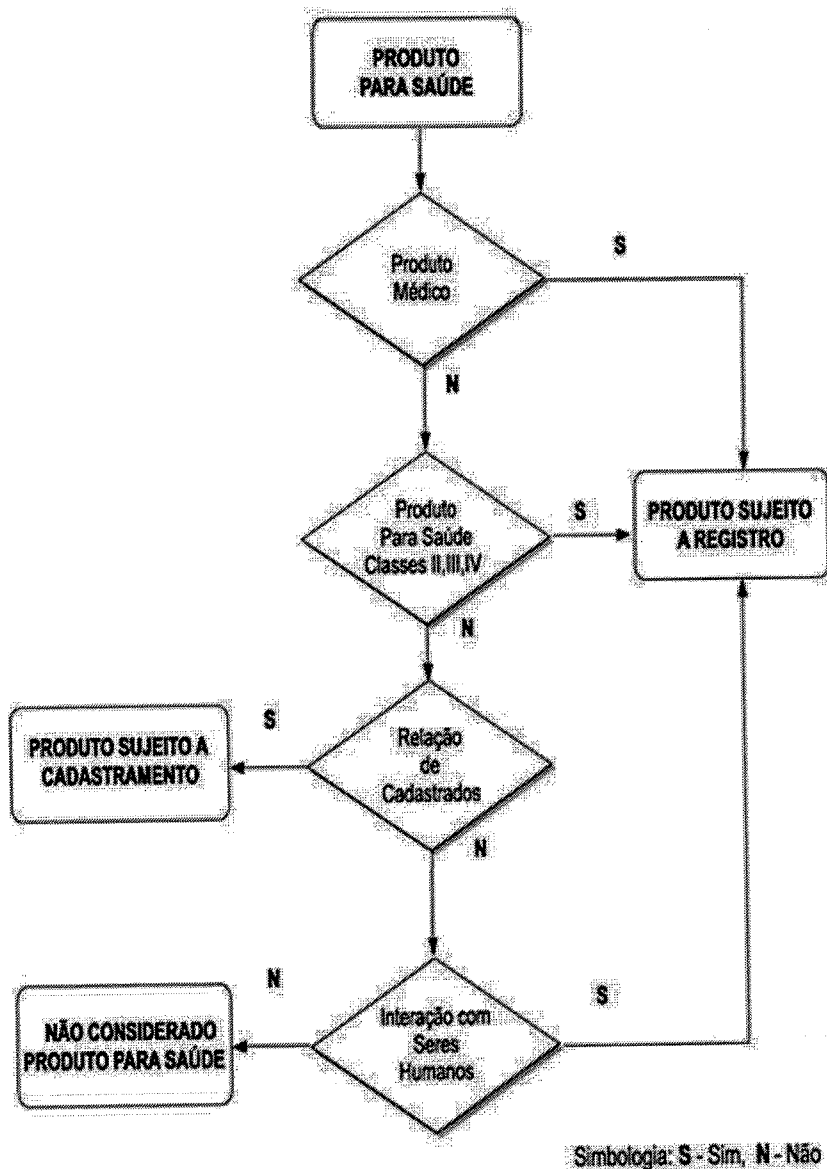 PRODUTO
PARA SAÚDE
Produto
Médico
S
N
Produto
Para Saúde
Classes II,III,IV
S
PRODUTO SUJEITO
A REGISTRO
N
Relação
de
Cadastrados
S
PRODUTO SUJEITO A
CADASTRAMENTO
N
Interação com
Seres
Humanos
N
S
NÃO CONSIDERADO
PRODUTO PARA SAÚDE
Simbologia: S - Sim, N - Não